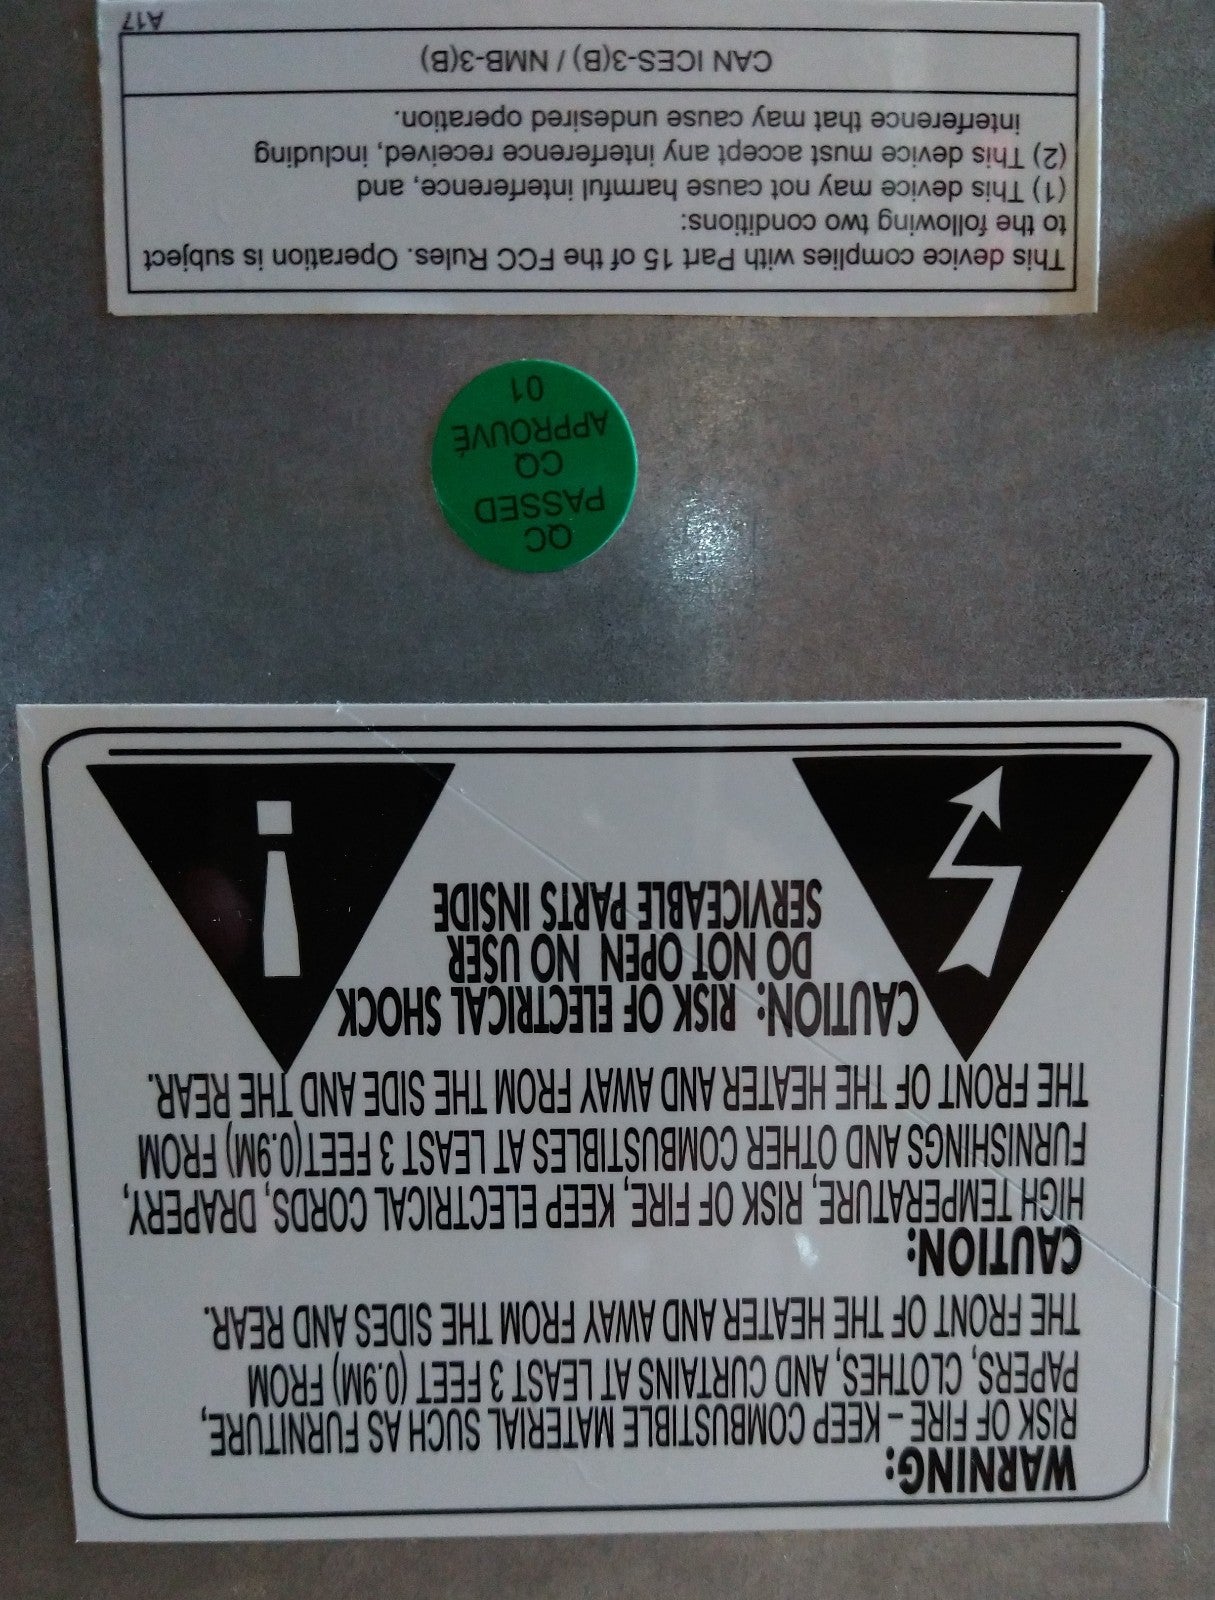 WARNING:
RISK OF FIRE – KEEP COMBUSTIBLE MATERIAL SUCH AS FURNITURE,
PAPERS, CLOTHES, AND CURTAINS AT LEAST 3 FEET (0.9M) FROM
THE FRONT OF THE HEATER AND AWAY FROM THE SIDES AND REAR.
CAUTION:
HIGH TEMPERATURE, RISK OF FIRE, KEEP ELECTRICAL CORDS, DRAPERY,
FURNISHINGS AND OTHER COMBUSTIBLES AT LEAST 3 FEET(0.9M) FROM
THE FRONT OF THE HEATER AND AWAY FROM THE SIDE AND THE REAR.
CAUTION: RISK OF ELECTRICAL SHOCK
DO NOT OPEN NO USER
SERVICEABLE PARTS INSIDE
QC
PASSED
CQ
APPROUVÉ
01
This device complies with Part 15 of the FCC Rules. Operation is subject
to the following two conditions:
(1) This device may not cause harmful interference, and
(2) This device must accept any interference received, including
interference that may cause undesired operation.
CAN ICES-3(B) / NMB-3(B)
A17